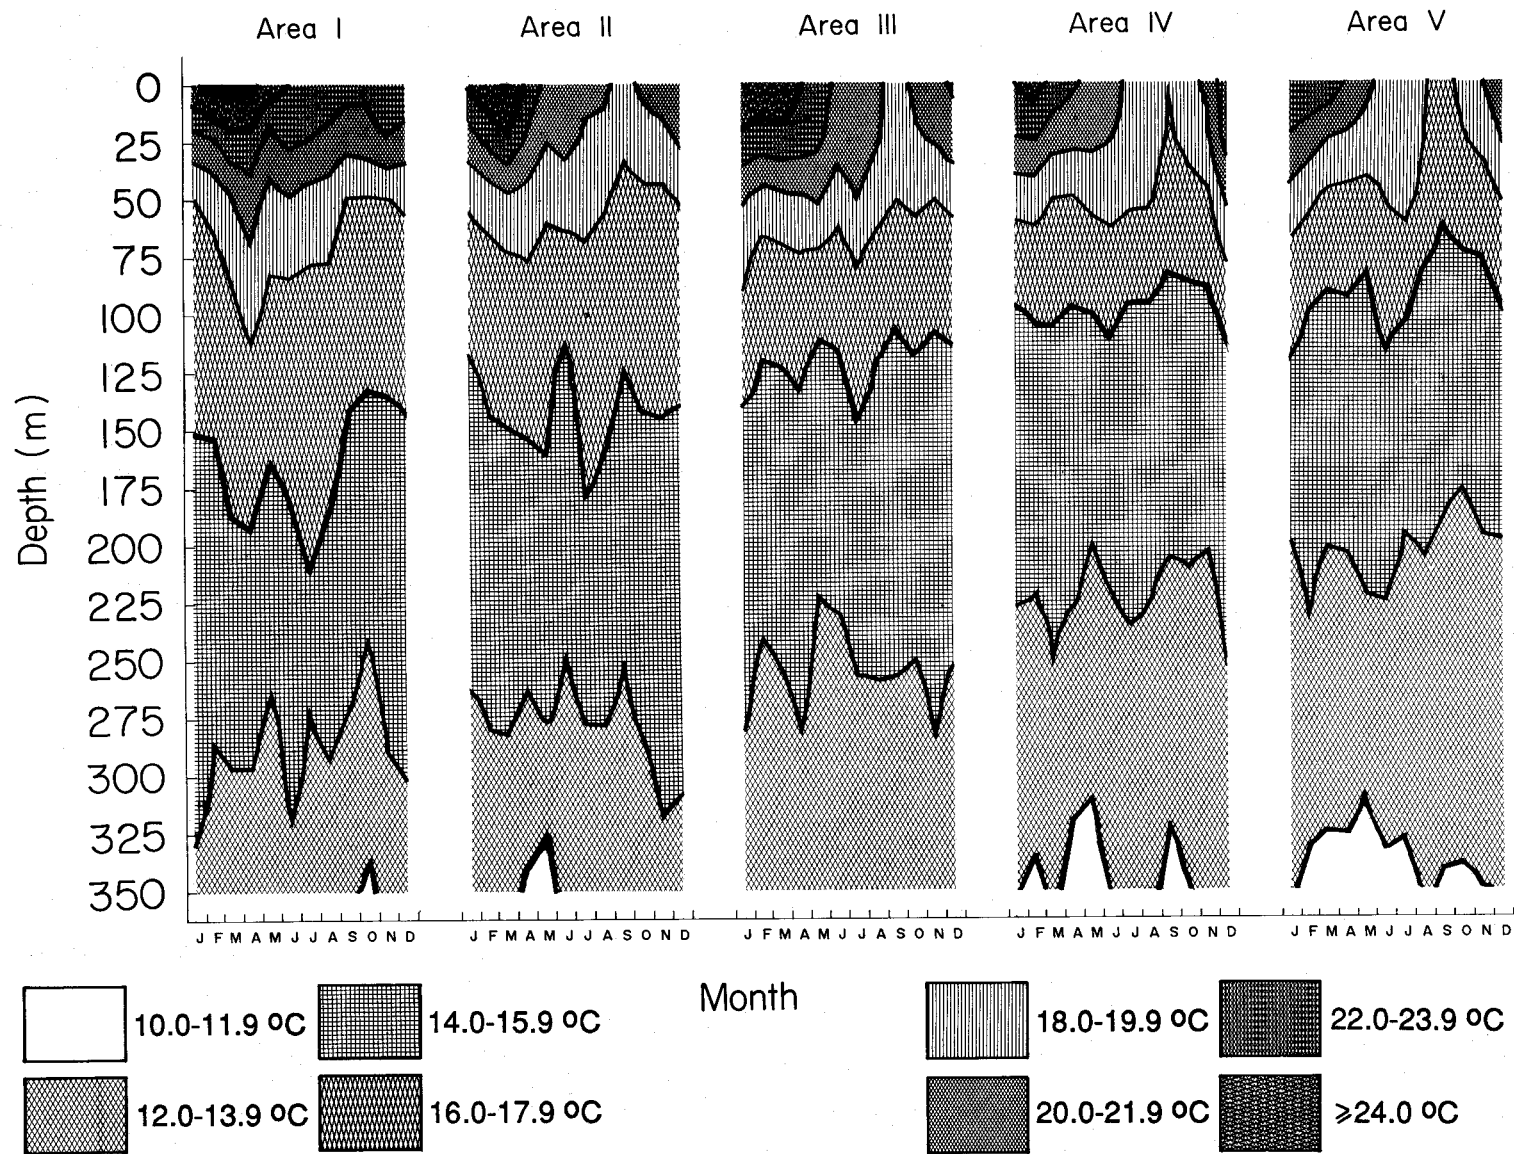 Area I Area II Area III Area IV Area V
0
25
50
75
100
125
150
175
200
225
250
275
300
325
350
Depth (m)
J F M A M J J A S O N D J F M A M J J A S O N D J F M A M J J A S O N D J F M A M J J A S O N D J F M A M J J A S O N D
Month
10.0-11.9 ºC 14.0-15.9 ºC 18.0-19.9 ºC 22.0-23.9 ºC
12.0-13.9 ºC 16.0-17.9 ºC 20.0-21.9 ºC ⩾24.0 ºC